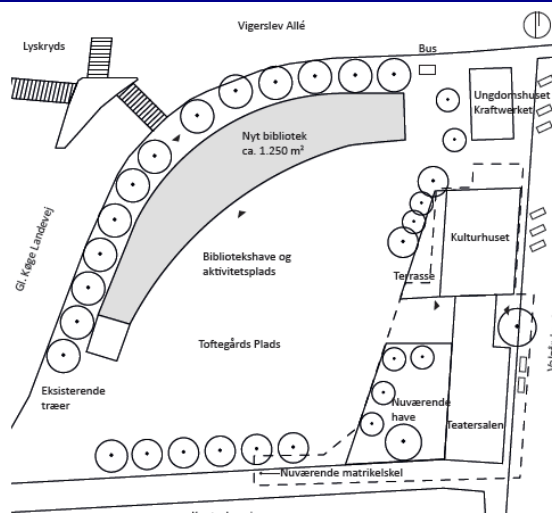 Vigerslev Allé
Lyskryds
Bus
Ungdomshuset
Kraftwerket
Nyt bibliotek
ca. 1.250 m²
Gl. Køge Landevej
Kulturhuset
Bibliotekshave og
aktivitetsplads
Terrasse
Toftegårds Plads
Eksisterende
træer
Nuværende
have
Teatersalen
Nuværende matrikelskel